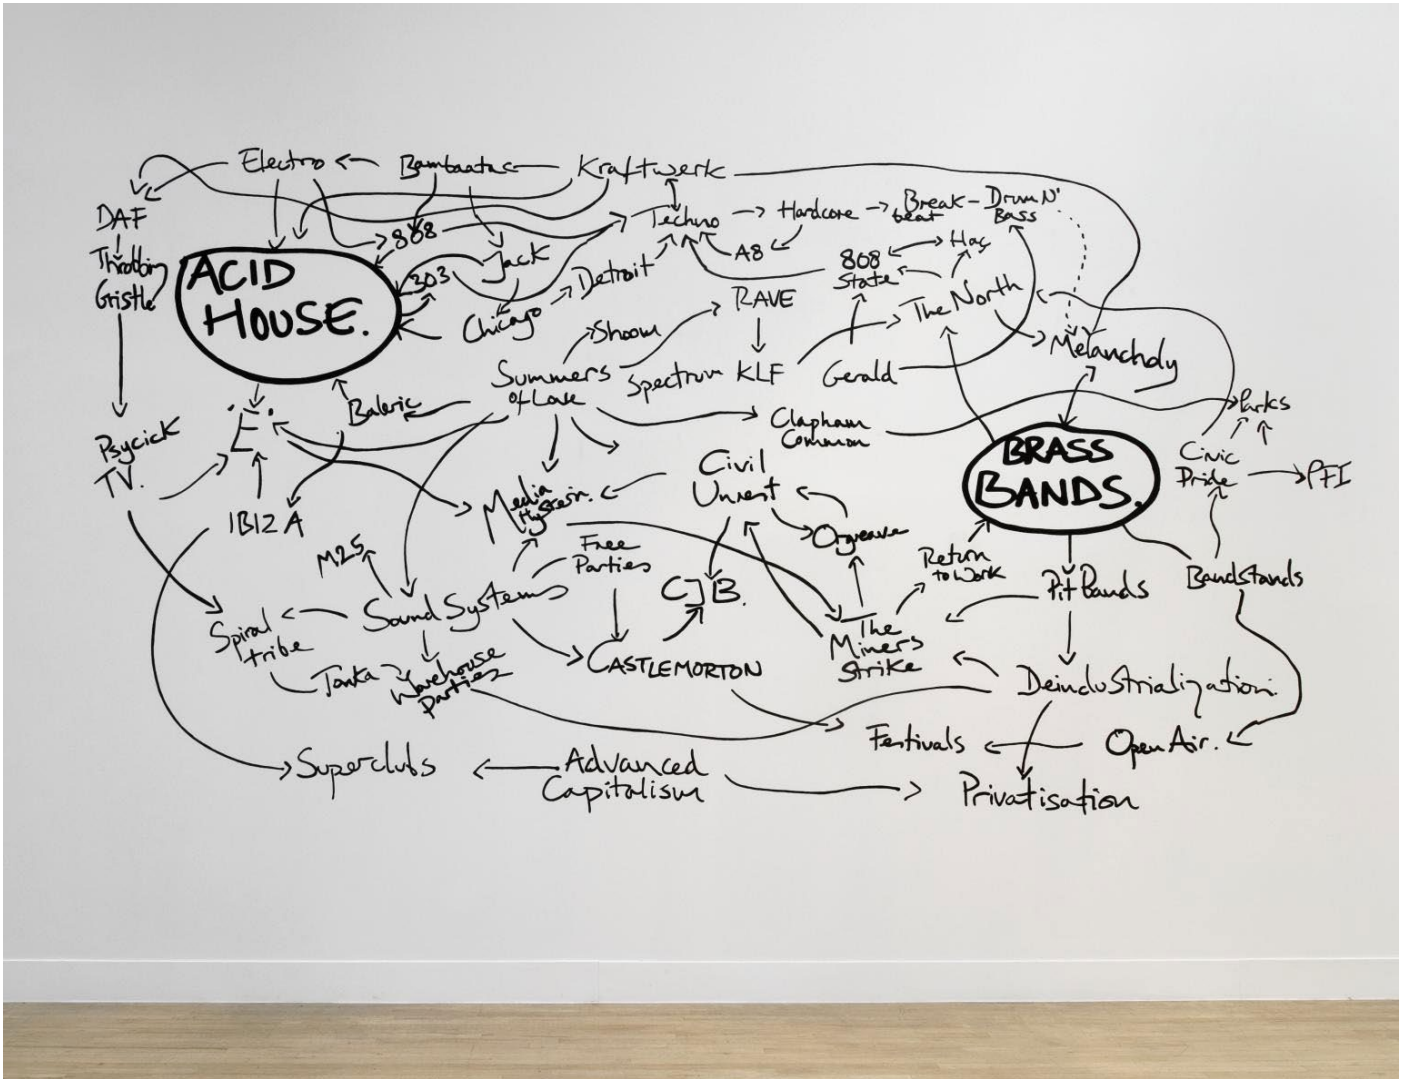 Electro
Bambaataa
Kraftwerk
DAF
808
Techno
Hardcore
Break
beat
Drum N'
Bass
Throbbing
Gristle
ACID
HOUSE.
303
Jack
Detroit
A8
808
State
Haç
Chicago
Shoom
RAVE
The North
Summers
of Love
Spectrum
KLF
Gerald
Melancholy
'E'
Baleric
Clapham
Common
Parks
Psycick
TV.
Media
Hysteria.
Civil
Unrest
BRASS
BANDS.
Civic
Pride
PFI
IBIZA
M25
Free
Parties
Orgreave
Return
to Work
Pit Bands
Bandstands
Spiral
tribe
Sound Systems
CJB.
The
Miners
Strike
Tonka
Warehouse
Parties
CASTLEMORTON
Deindustrialization
Festivals
Open Air.
Superclubs
Advanced
Capitalism
Privatisation